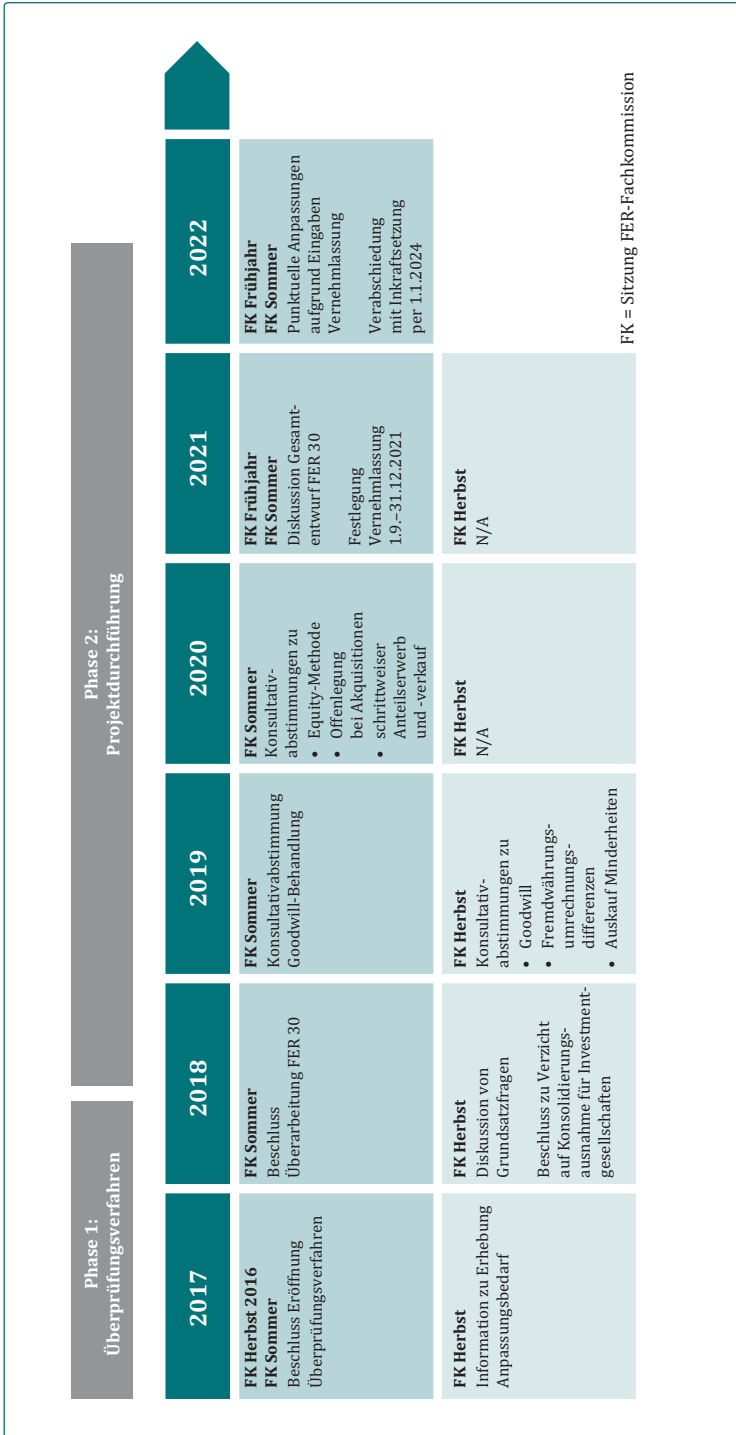 Phase 1:
Überprüfungsverfahren
Phase 2:
Projektdurchführung
2017
2018
2019
2020
2021
2022
FK Herbst 2016
FK Sommer
Beschluss Eröffnung
Überprüfungsverfahren
FK Sommer
Beschluss
Überarbeitung FER 30
FK Sommer
Konsultativabstimmung
Goodwill-Behandlung
FK Sommer
Konsultativ-
abstimmungen zu
• Equity-Methode
• Offenlegung
bei Akquisitionen
• schrittweiser
Anteilserwerb
und -verkauf
FK Frühjahr
FK Sommer
Diskussion Gesamt-
entwurf FER 30
Festlegung
Vernehmlassung
1.9.–31.12.2021
FK Frühjahr
FK Sommer
Punktuelle Anpassungen
aufgrund Eingaben
Vernehmlassung
Verabschiedung
mit Inkraftsetzung
per 1.1.2024
FK Herbst
Information zu Erhebung
Anpassungsbedarf
FK Herbst
Diskussion von
Grundsatzfragen
Beschluss zu Verzicht
auf Konsolidierungs-
ausnahme für Investment-
gesellschaften
FK Herbst
Konsultativ-
abstimmungen zu
• Goodwill
• Fremdwährungs-
umrechnungs-
differenzen
• Auskauf Minderheiten
FK Herbst
N/A
FK Herbst
N/A
FK = Sitzung FER-Fachkommission